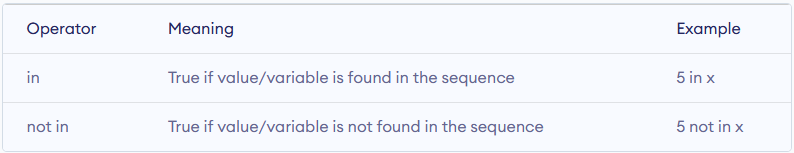 Operator Meaning Example
in True if value/variable is found in the sequence 5 in x
not in True if value/variable is not found in the sequence 5 not in x